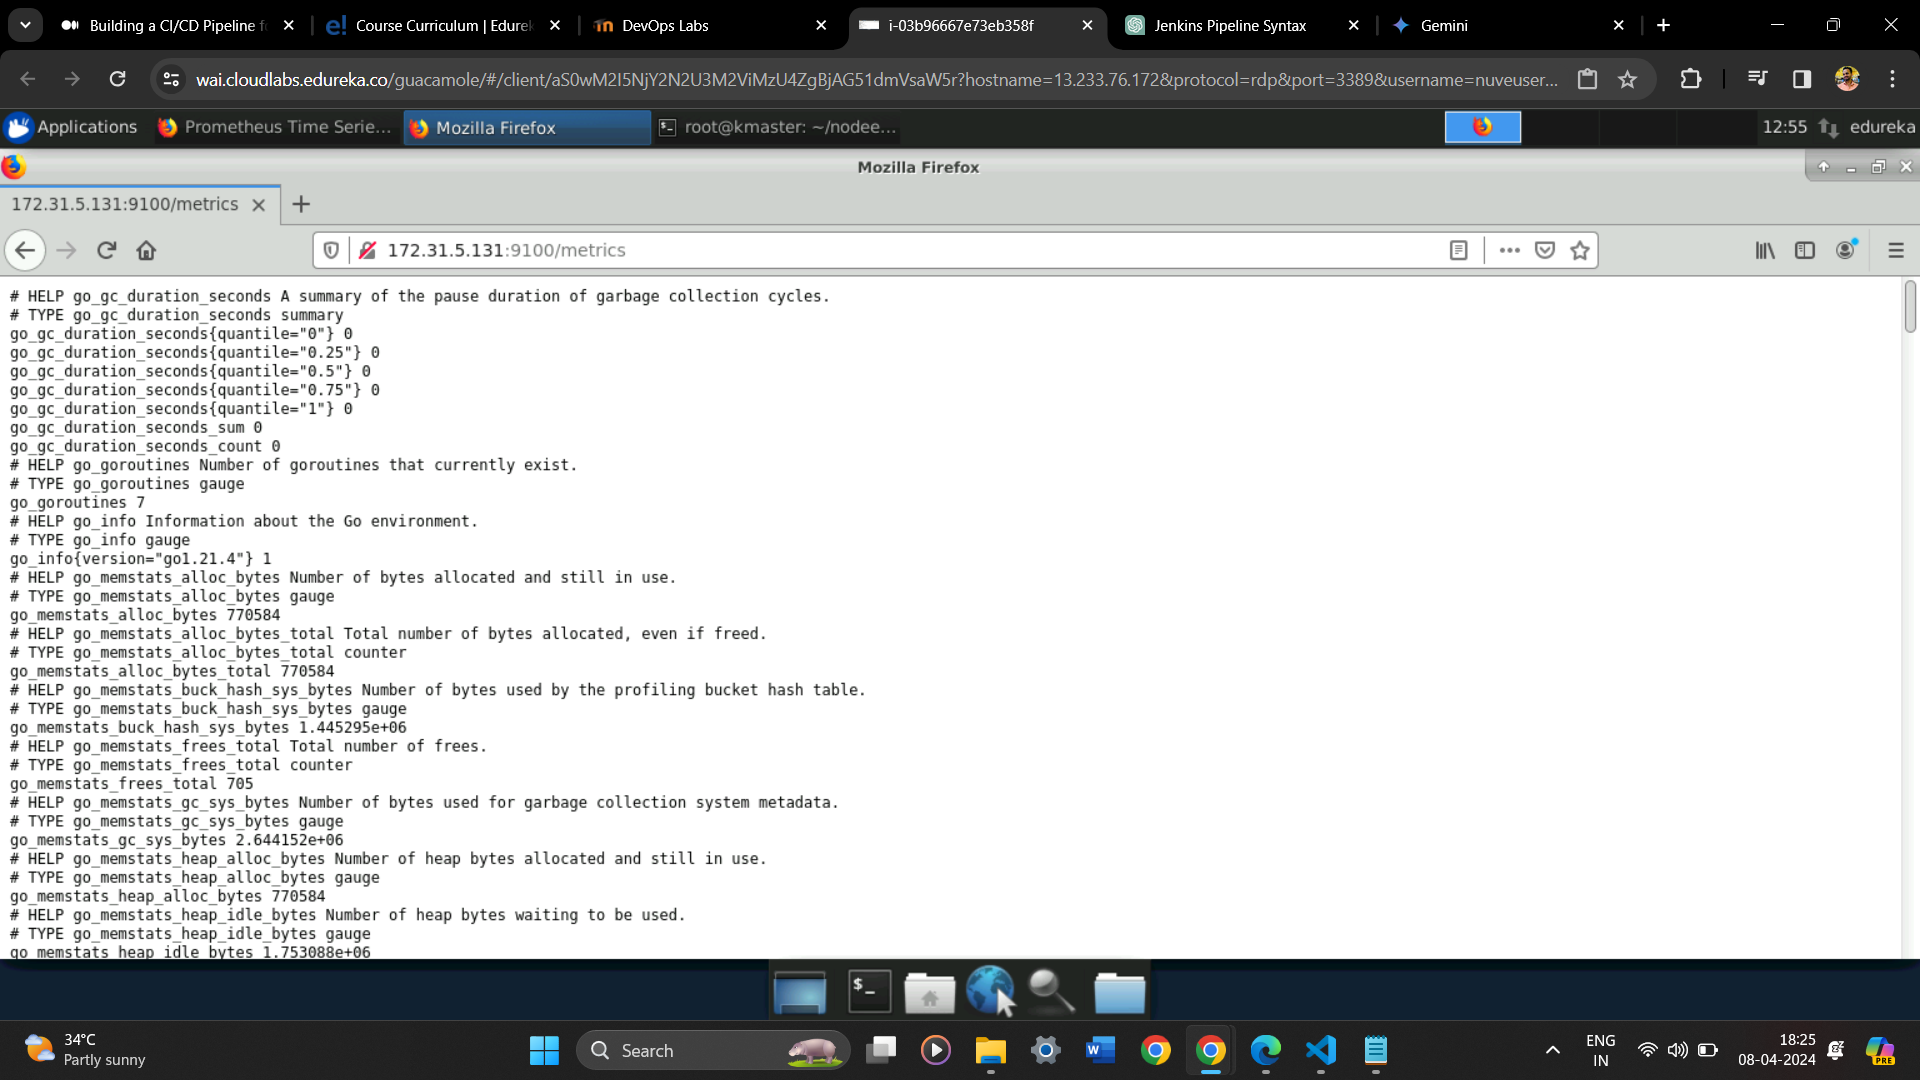 Building a CI/CD Pipeline f
Course Curriculum | Edurek
DevOps Labs
i-03b96667e73eb358f
Jenkins Pipeline Syntax
Gemini
wai.cloudlabs.edureka.co/guacamole/#/client/aS0wM2I5NjY2N2U3M2ViMzU4ZgBjAG51dmVsaW5r?hostname=13.233.76.172&protocol=rdp&port=3389&username=nuveuser...
Applications
Prometheus Time Serie...
Mozilla Firefox
root@kmaster: ~/nodee...
12:55
edureka
Mozilla Firefox
172.31.5.131:9100/metrics
172.31.5.131:9100/metrics
# HELP go_gc_duration_seconds A summary of the pause duration of garbage collection cycles.
# TYPE go_gc_duration_seconds summary
go_gc_duration_seconds{quantile="0"} 0
go_gc_duration_seconds{quantile="0.25"} 0
go_gc_duration_seconds{quantile="0.5"} 0
go_gc_duration_seconds{quantile="0.75"} 0
go_gc_duration_seconds{quantile="1"} 0
go_gc_duration_seconds_sum 0
go_gc_duration_seconds_count 0
# HELP go_goroutines Number of goroutines that currently exist.
# TYPE go_goroutines gauge
go_goroutines 7
# HELP go_info Information about the Go environment.
# TYPE go_info gauge
go_info{version="go1.21.4"} 1
# HELP go_memstats_alloc_bytes Number of bytes allocated and still in use.
# TYPE go_memstats_alloc_bytes gauge
go_memstats_alloc_bytes 770584
# HELP go_memstats_alloc_bytes_total Total number of bytes allocated, even if freed.
# TYPE go_memstats_alloc_bytes_total counter
go_memstats_alloc_bytes_total 770584
# HELP go_memstats_buck_hash_sys_bytes Number of bytes used by the profiling bucket hash table.
# TYPE go_memstats_buck_hash_sys_bytes gauge
go_memstats_buck_hash_sys_bytes 1.445295e+06
# HELP go_memstats_frees_total Total number of frees.
# TYPE go_memstats_frees_total counter
go_memstats_frees_total 705
# HELP go_memstats_gc_sys_bytes Number of bytes used for garbage collection system metadata.
# TYPE go_memstats_gc_sys_bytes gauge
go_memstats_gc_sys_bytes 2.644152e+06
# HELP go_memstats_heap_alloc_bytes Number of heap bytes allocated and still in use.
# TYPE go_memstats_heap_alloc_bytes gauge
go_memstats_heap_alloc_bytes 770584
# HELP go_memstats_heap_idle_bytes Number of heap bytes waiting to be used.
# TYPE go_memstats_heap_idle_bytes gauge
go_memstats_heap_idle_bytes 1.753088e+06
34°C
Partly sunny
Search
ENG
IN
18:25
08-04-2024
PRE